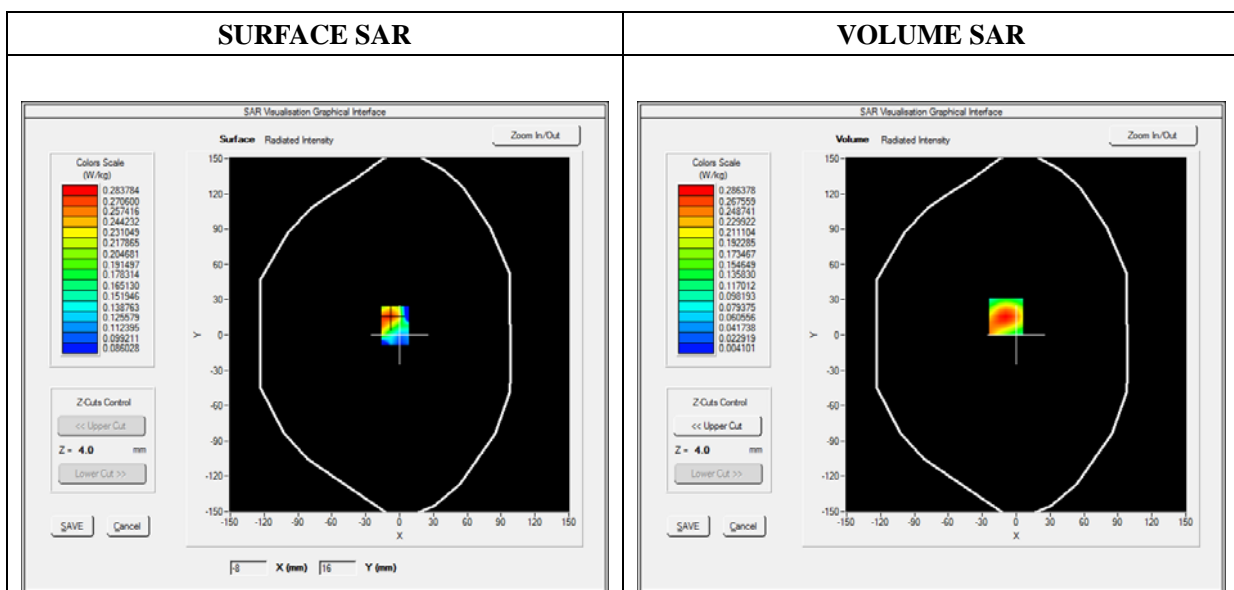 SURFACE SAR
SAR Visualisation Graphical Interface
Surface Radiated Intensity
Zoom In/Out
Colors Scale
(W/kg)
0.283784
0.270600
0.257416
0.244232
0.231049
0.217865
0.204681
0.191497
0.178314
0.165130
0.151946
0.138763
0.125579
0.112395
0.099211
0.086028
Z-Cuts Control
<< Upper Cut
Z = 4.0 mm
Lower Cut >>
SAVE Cancel
150
120
90
60
30
0
-30
-60
-90
-120
-150
Y
-150 -120 -90 -60 -30 0 30 60 90 120 150
X
-8 X (mm) 16 Y (mm)
VOLUME SAR
SAR Visualisation Graphical Interface
Volume Radiated Intensity
Zoom In/Out
Colors Scale
(W/kg)
0.286378
0.267559
0.248741
0.229922
0.211104
0.192285
0.173467
0.154649
0.135830
0.117012
0.098193
0.079375
0.060556
0.041738
0.022919
0.004101
Z-Cuts Control
<< Upper Cut
Z = 4.0 mm
Lower Cut >>
SAVE Cancel
150
120
90
60
30
0
-30
-60
-90
-120
-150
Y
-150 -120 -90 -60 -30 0 30 60 90 120 150
X